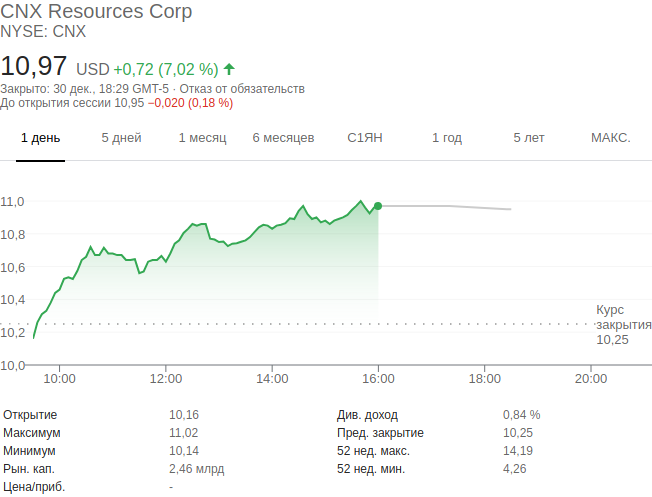 CNX Resources Corp
NYSE: CNX
10,97 USD +0,72 (7,02 %)
Закрыто: 30 дек., 18:29 GMT-5 · Отказ от обязательств
До открытия сессии 10,95 −0,020 (0,18 %)
1 день 5 дней 1 месяц 6 месяцев С1ЯН 1 год 5 лет МАКС.
11,0
10,8
10,6
10,4
Курс
закрытия
10,25
10,2
10,0
10:00 12:00 14:00 16:00 18:00 20:00
Открытие 10,16 Див. доход 0,84 %
Максимум 11,02 Пред. закрытие 10,25
Минимум 10,14 52 нед. макс. 14,19
Рын. кап. 2,46 млрд 52 нед. мин. 4,26
Цена/приб. -